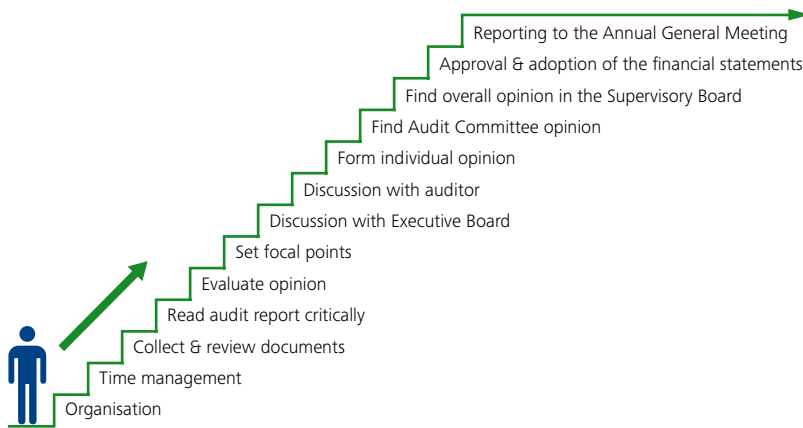 Reporting to the Annual General Meeting
Approval & adoption of the financial statements
Find overall opinion in the Supervisory Board
Find Audit Committee opinion
Form individual opinion
Discussion with auditor
Discussion with Executive Board
Set focal points
Evaluate opinion
Read audit report critically
Collect & review documents
Time management
Organisation